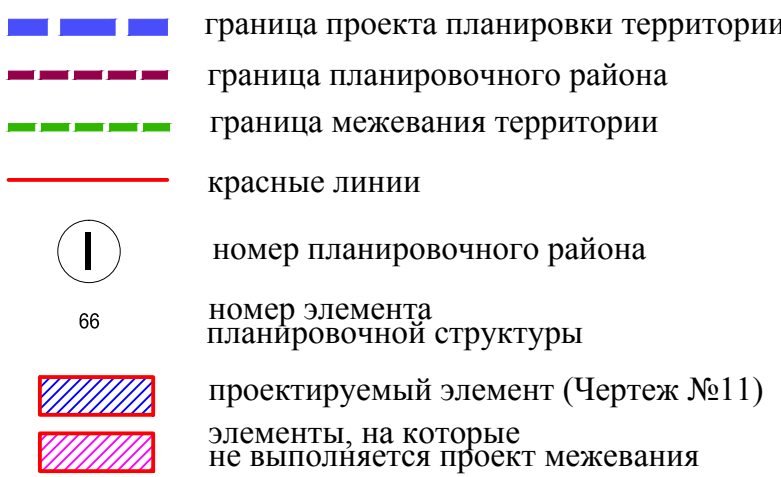 граница проекта планировки территории
граница планировочного района
граница межевания территории
красные линии
I номер планировочного района
номер элемента
66 планировочной структуры
проектируемый элемент (Чертеж №11)
элементы, на которые
не выполняется проект межевания